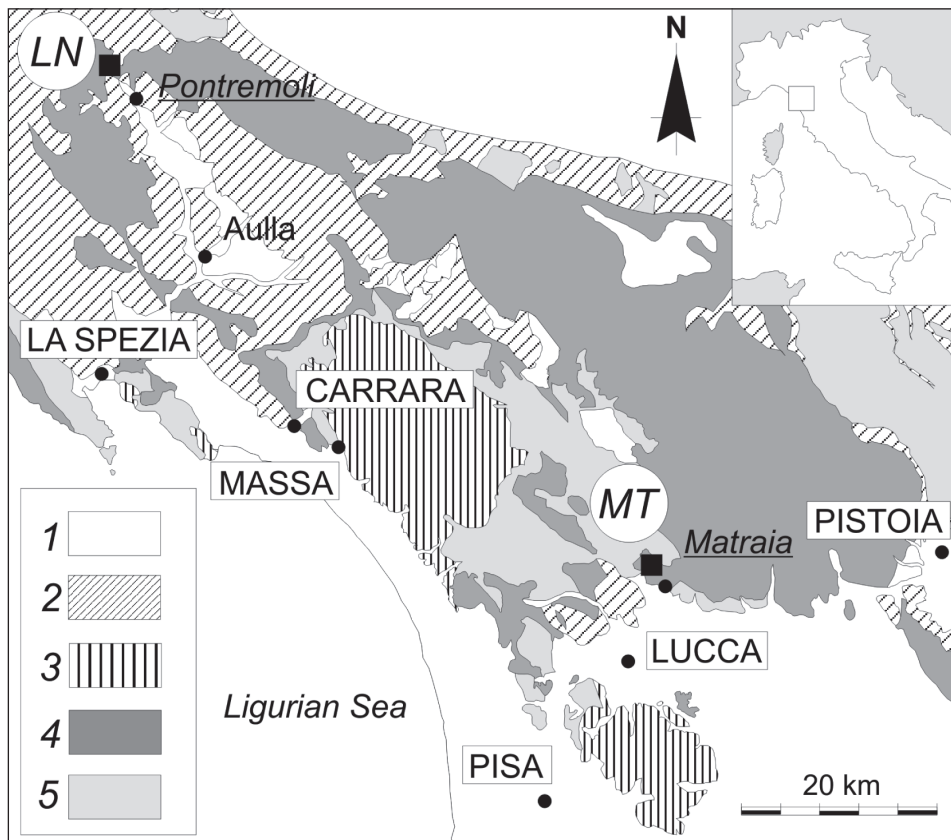 LN
N
Pontremoli
Aulla
LA SPEZIA
CARRARA
MASSA
MT
PISTOIA
Matraia
LUCCA
Ligurian Sea
PISA
1
2
3
4
5
20 km